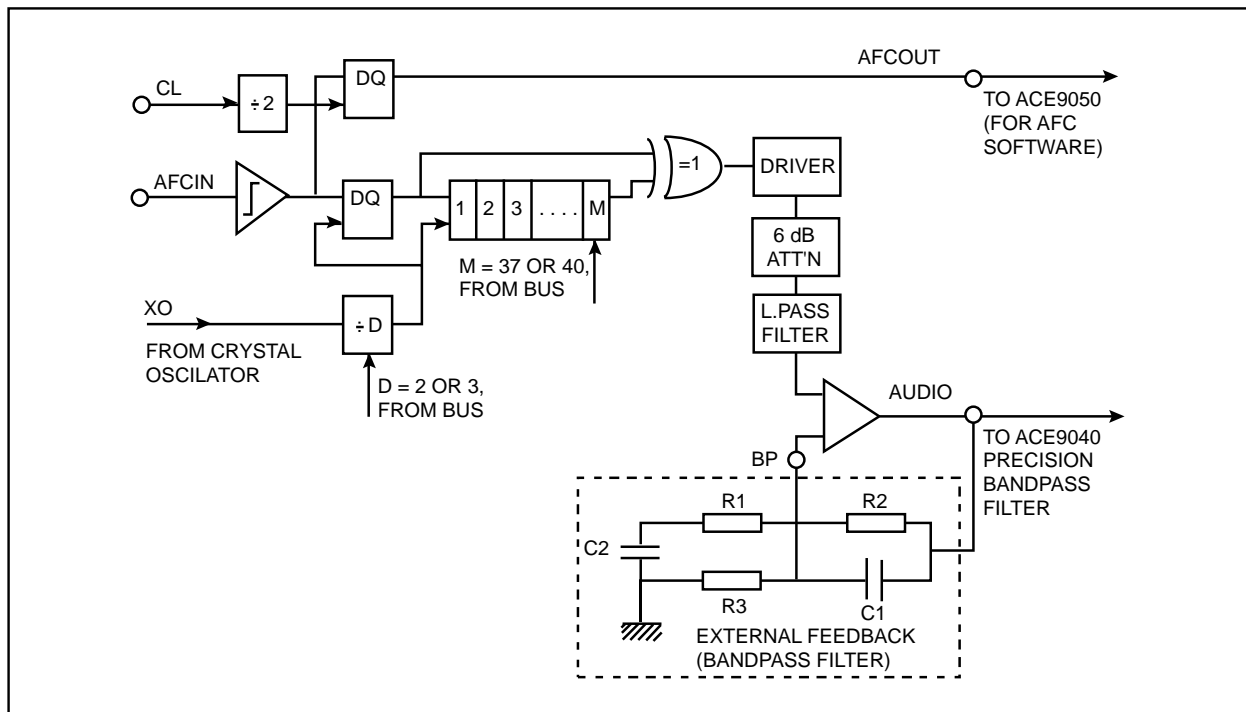 AFCOUT
CL
÷2
DQ
TO ACE9050
(FOR AFC
SOFTWARE)
AFCIN
DQ
1 2 3 . . . . M
=1
DRIVER
6 dB
ATT'N
M = 37 OR 40,
FROM BUS
XO
÷D
L.PASS
FILTER
FROM CRYSTAL
OSCILATOR
D = 2 OR 3,
FROM BUS
AUDIO
TO ACE9040
PRECISION
BANDPASS
FILTER
BP
R1
R2
C2
R3
C1
EXTERNAL FEEDBACK
(BANDPASS FILTER)